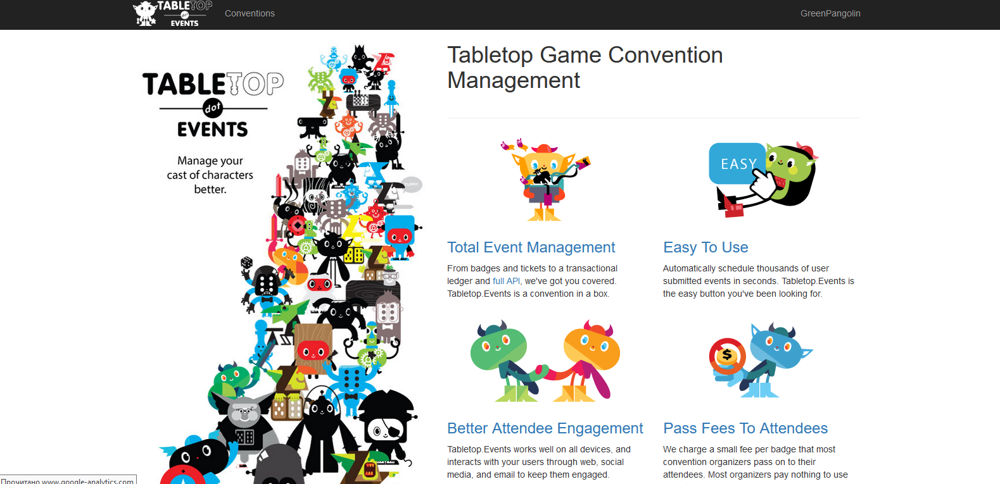 TABLETOP
dot
EVENTS
Conventions
GreenPangolin
TABLETOP
dot
EVENTS
Manage your
cast of characters
better.
YUPPY!
Tabletop Game Convention
Management
EASY
Total Event Management
From badges and tickets to a transactional
ledger and full API, we've got you covered.
Tabletop.Events is a convention in a box.
Easy To Use
Automatically schedule thousands of user
submitted events in seconds. Tabletop.Events is
the easy button you've been looking for.
$
Better Attendee Engagement
Tabletop.Events works well on all devices, and
interacts with your users through web, social
media, and email to keep them engaged.
Pass Fees To Attendees
We charge a small fee per badge that most
convention organizers pass on to their
attendees. Most organizers pay nothing to use
Прочитано www.google-analytics.com